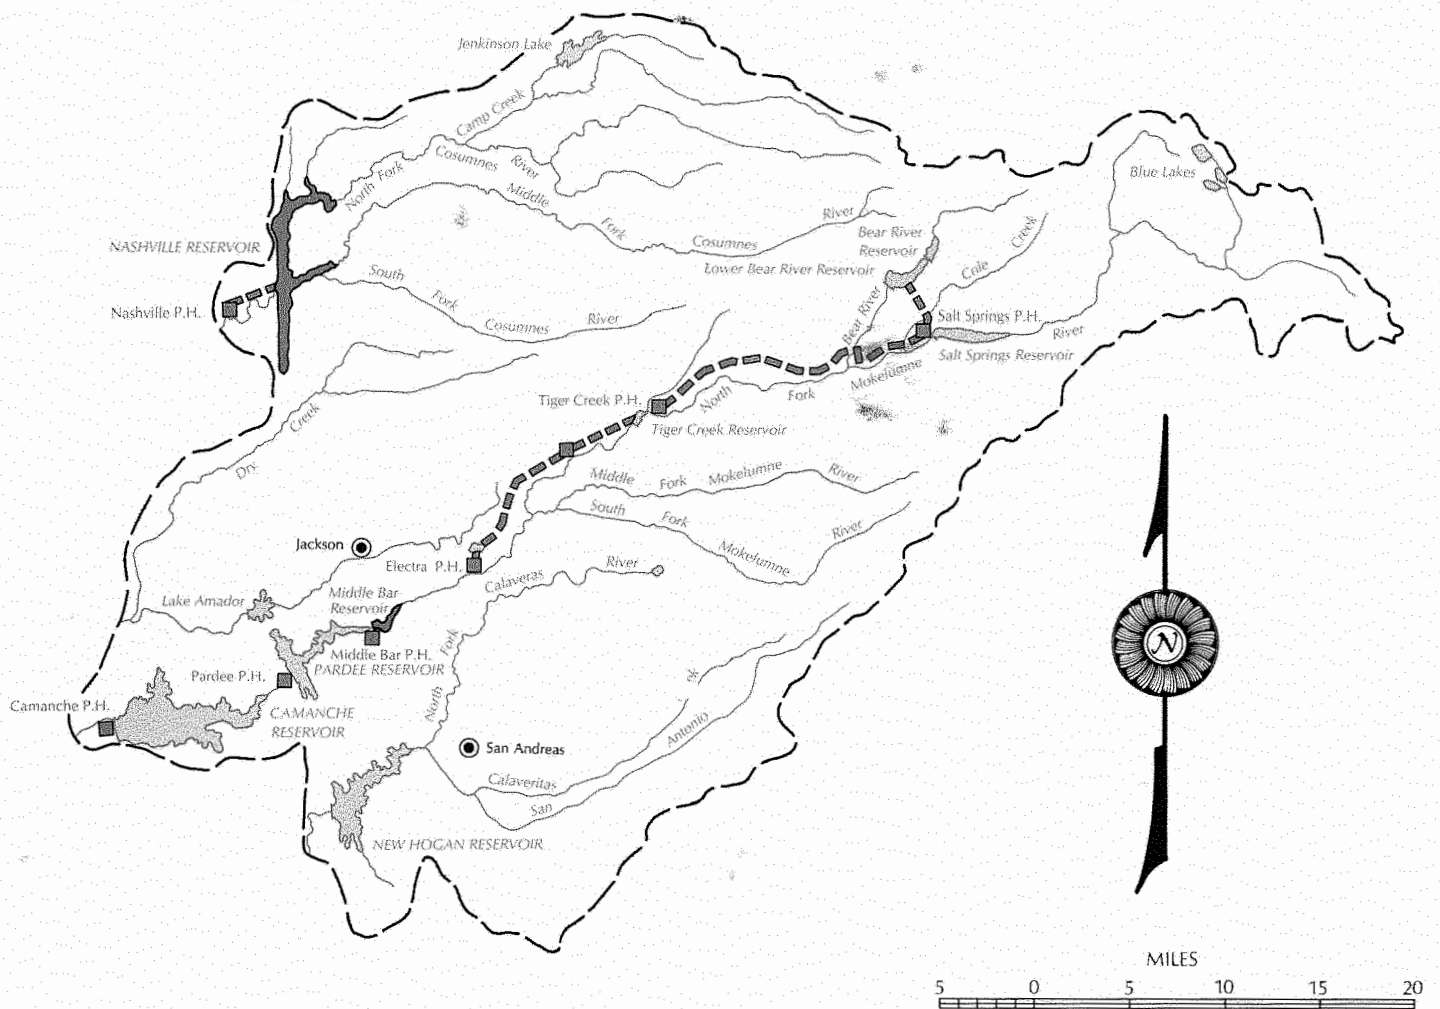 Jenkinson Lake
Camp Creek
North Fork
Cosumnes
River
Blue Lakes
Middle
Fork
Cosumnes
River
Bear River
Reservoir
Lower Bear River Reservoir
Cole
Creek
NASHVILLE RESERVOIR
South
Fork
Cosumnes
River
Nashville P.H.
Bear River
Salt Springs P.H.
River
Salt Springs Reservoir
Mokelumne
Fork
North
Tiger Creek P.H.
Tiger Creek Reservoir
Creek
Dry
Middle
Fork
Mokelumne
River
South
Fork
Mokelumne
River
Jackson
Electra P.H.
Calaveras
River
Middle Bar
Reservoir
Lake Amador
Middle Bar P.H.
PARDEE RESERVOIR
Fork
North
Pardee P.H.
Camanche P.H.
CAMANCHE
RESERVOIR
ek
Antonio
San Andreas
Calaveritas
San
NEW HOGAN RESERVOIR
N
MILES
5 0 5 10 15 20